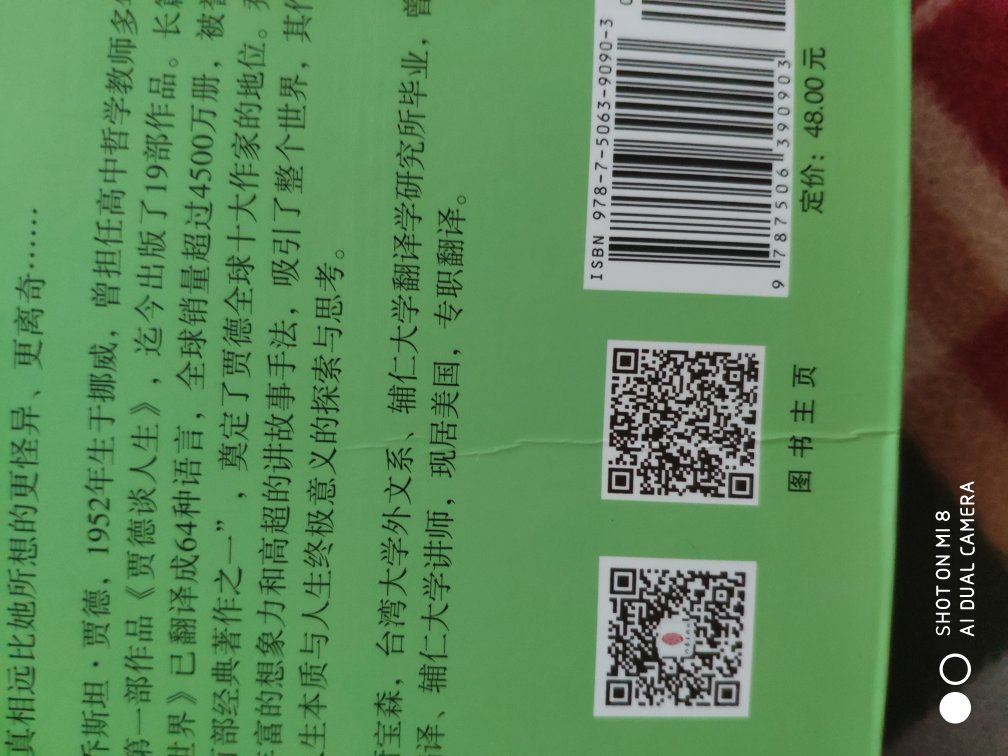 真相远比她所想的更怪异、更离奇……
乔斯坦·贾德，1952年生于挪威，曾担任高中哲学教师多
第一部作品《贾德谈人生》，迄今出版了19部作品。长篇
世界》已翻译成64种语言，全球销量超过4500万册，被
部经典著作之一”，奠定了贾德全球十大作家的地位。
丰富的想象力和高超的讲故事手法，吸引了整个世界，其
人生本质与人生终极意义的探索与思考。
宝森，台湾大学外文系、辅仁大学翻译学研究所毕业，曾
译、辅仁大学讲师，现居美国，专职翻译。
ISBN 978-7-5063-9090-3
9 787506 390903
定价：48.00元
图书主页
SHOT ON MI 8
AI DUAL CAMERA